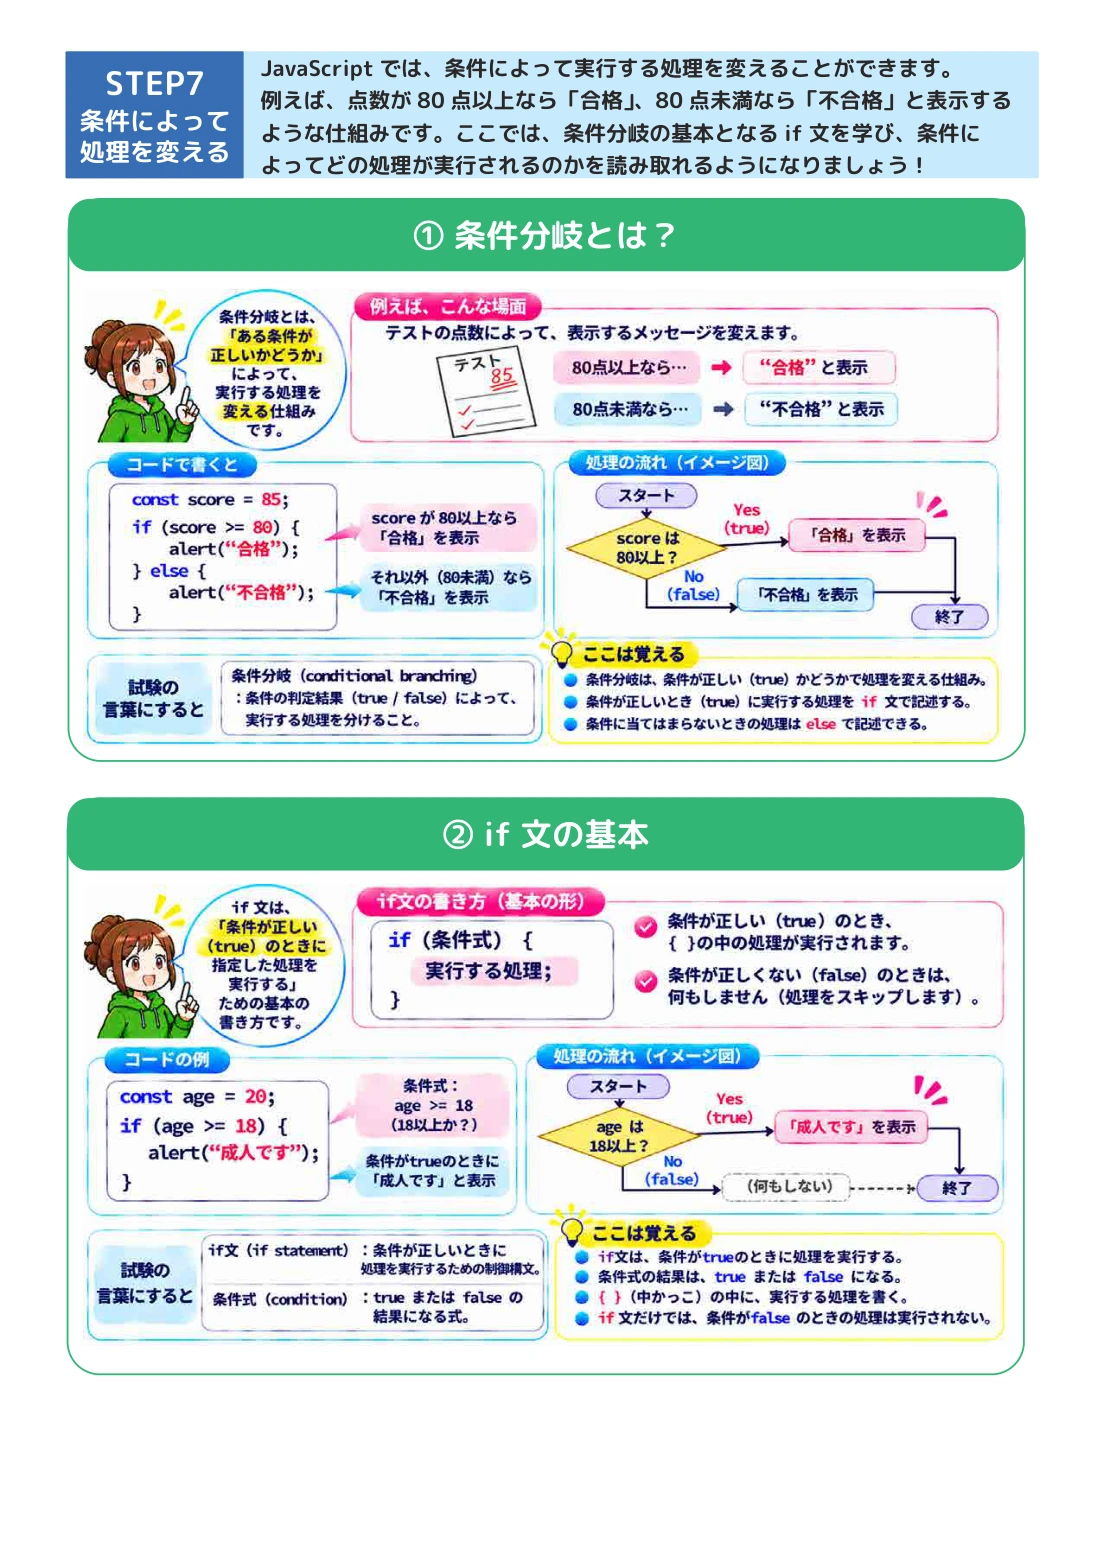 STEP7
条件によって
処理を変える
JavaScript では、条件によって実行する処理を変えることができます。
例えば、点数が 80 点以上なら「合格」、80 点未満なら「不合格」と表示する
ような仕組みです。ここでは、条件分岐の基本となる if 文を学び、条件に
よってどの処理が実行されるのかを読み取れるようになりましょう！
① 条件分岐とは？
条件分岐とは、
「ある条件が
正しいかどうか」
によって、
実行する処理を
変える仕組み
です。
例えば、こんな場面
テストの点数によって、表示するメッセージを変えます。
テスト
85
80点以上なら…
➡
“合格” と表示
80点未満なら…
➡
“不合格” と表示
コードで書くと
const score = 85;
if (score >= 80) {
alert(“合格”);
} else {
alert(“不合格”);
}
score が 80以上なら
「合格」を表示
それ以外（80未満）なら
「不合格」を表示
処理の流れ（イメージ図）
スタート
score は
80以上？
Yes
（true）
「合格」を表示
No
（false）
「不合格」を表示
終了
試験の
言葉にすると
条件分岐（conditional branching）
：条件の判定結果（true / false）によって、
実行する処理を分けること。
ここは覚える
条件分岐は、条件が正しい（true）かどうかで処理を変える仕組み。
条件が正しいとき（true）に実行する処理を if 文で記述する。
条件に当てはまらないときの処理は else で記述できる。
② if 文の基本
if 文は、
「条件が正しい
（true）のときに
指定した処理を
実行する」
ための基本の
書き方です。
if文の書き方（基本の形）
if（条件式） {
実行する処理;
}
条件が正しい（true）のとき、
{ }の中の処理が実行されます。
条件が正しくない（false）のときは、
何もしません（処理をスキップします）。
コードの例
const age = 20;
if (age >= 18) {
alert(“成人です”);
}
条件式：
age >= 18
（18以上か？）
条件がtrueのときに
「成人です」と表示
処理の流れ（イメージ図）
スタート
age は
18以上？
Yes
（true）
「成人です」を表示
No
（false）
（何もしない）
終了
試験の
言葉にすると
if文（if statement）：条件が正しいときに
処理を実行するための制御構文。
条件式（condition）：true または false の
結果になる式。
ここは覚える
if文は、条件がtrueのときに処理を実行する。
条件式の結果は、true または false になる。
{ }（中かっこ）の中に、実行する処理を書く。
if 文だけでは、条件がfalse のときの処理は実行されない。